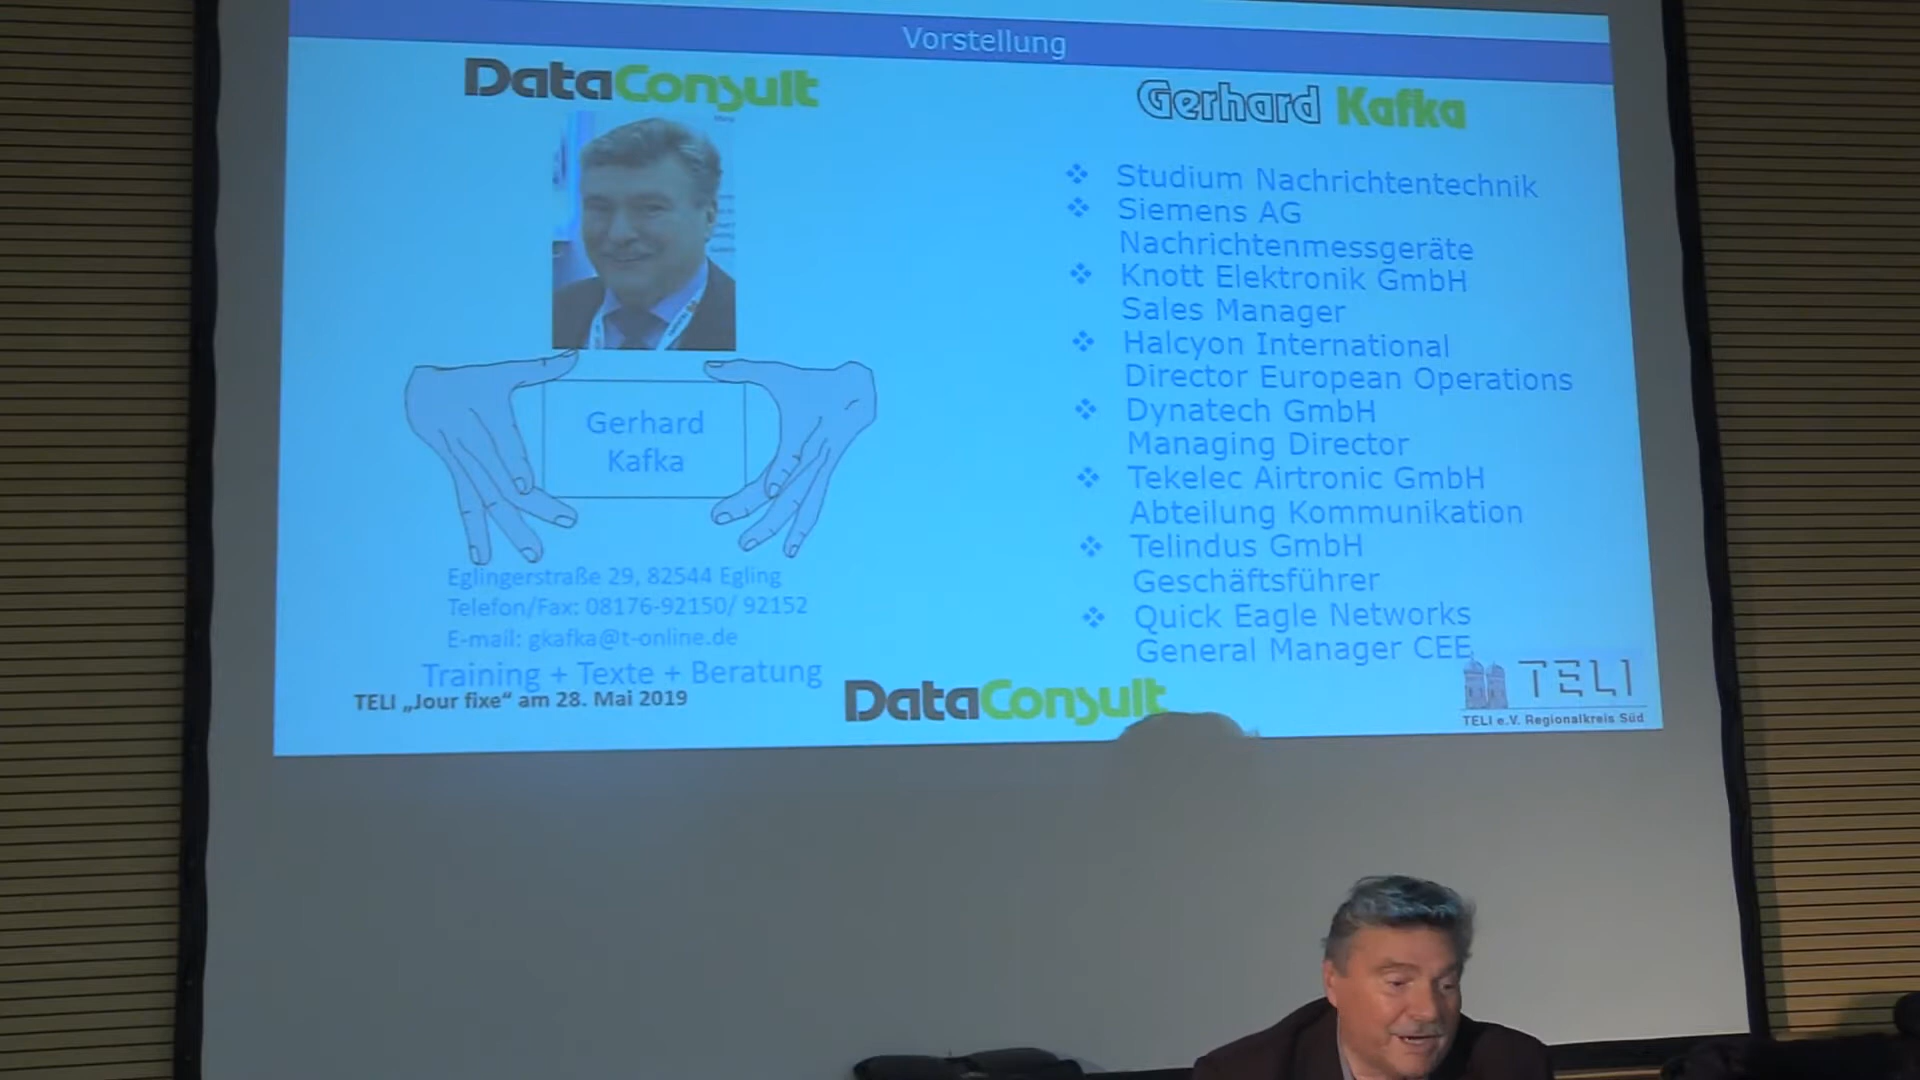 Vorstellung
DataConsult
Gerhard
Kafka
Eglingerstraße 29, 82544 Egling
Telefon/Fax: 08176-92150/ 92152
E-mail: gkafka@t-online.de
Training + Texte + Beratung
TELI „Jour fixe“ am 28. Mai 2019
Gerhard Kafka
Studium Nachrichtentechnik
Siemens AG
Nachrichtenmessgeräte
Knott Elektronik GmbH
Sales Manager
Halcyon International
Director European Operations
Dynatech GmbH
Managing Director
Tekelec Airtronic GmbH
Abteilung Kommunikation
Telindus GmbH
Geschäftsführer
Quick Eagle Networks
General Manager CEE
DataConsult
TELI
TELI e.V. Regionalkreis Süd